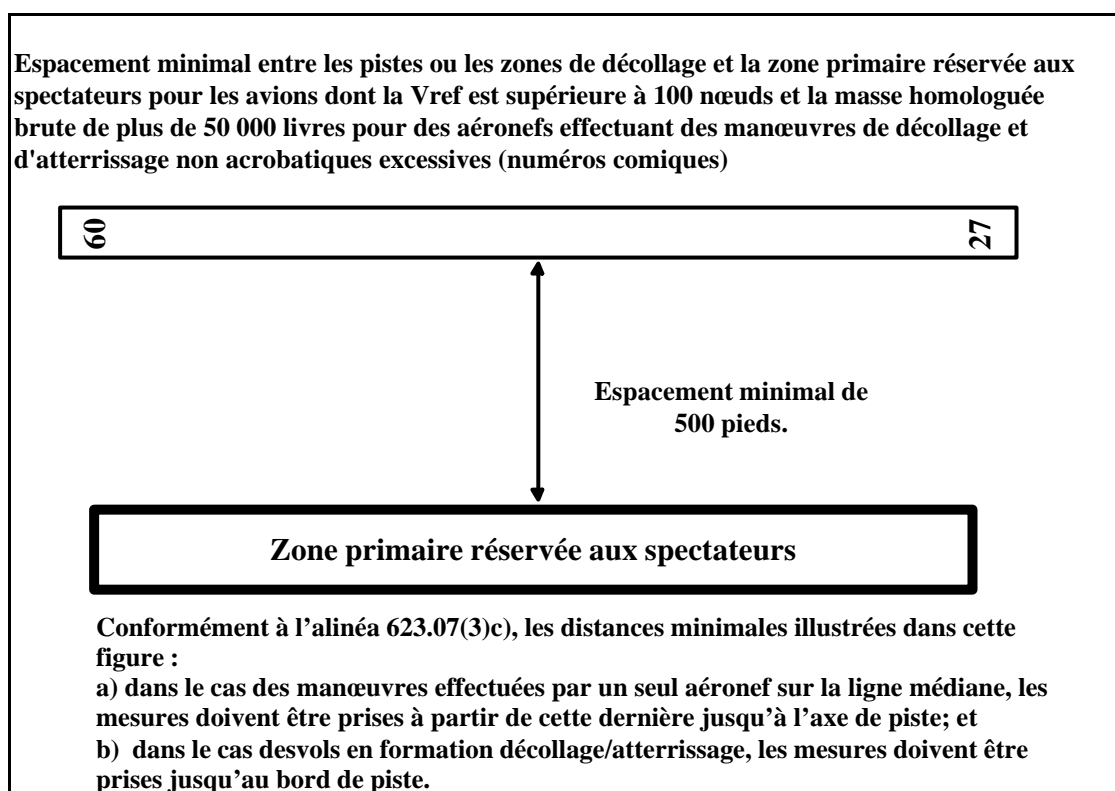 Espacement minimal entre les pistes ou les zones de décollage et la zone primaire réservée aux
spectateurs pour les avions dont la Vref est supérieure à 100 nœuds et la masse homologuée
brute de plus de 50 000 livres pour des aéronefs effectuant des manœuvres de décollage et
d'atterrissage non acrobatiques excessives (numéros comiques)
09
27
Espacement minimal de
500 pieds.
Zone primaire réservée aux spectateurs
Conformément à l’alinéa 623.07(3)c), les distances minimales illustrées dans cette
figure :
a) dans le cas des manœuvres effectuées par un seul aéronef sur la ligne médiane, les
mesures doivent être prises à partir de cette dernière jusqu’à l’axe de piste; et
b) dans le cas desvols en formation décollage/atterrissage, les mesures doivent être
prises jusqu’au bord de piste.